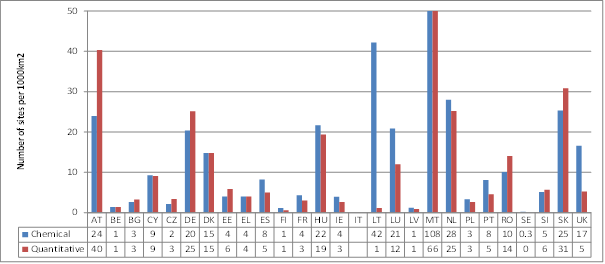 Number of sites per 1000km2
50
40
30
20
10
0
AT BE BG CY CZ DE DK EE EL ES FI FR HU IE IT LT LU LV MT NL PL PT RO SE SI SK UK
Chemical 24 1 3 9 2 20 15 4 4 8 1 4 22 4 42 21 1 108 28 3 8 10 0.3 5 25 17
Quantitative 40 1 3 9 3 25 15 6 4 5 1 3 19 3 1 12 1 66 25 3 5 14 0 6 31 5